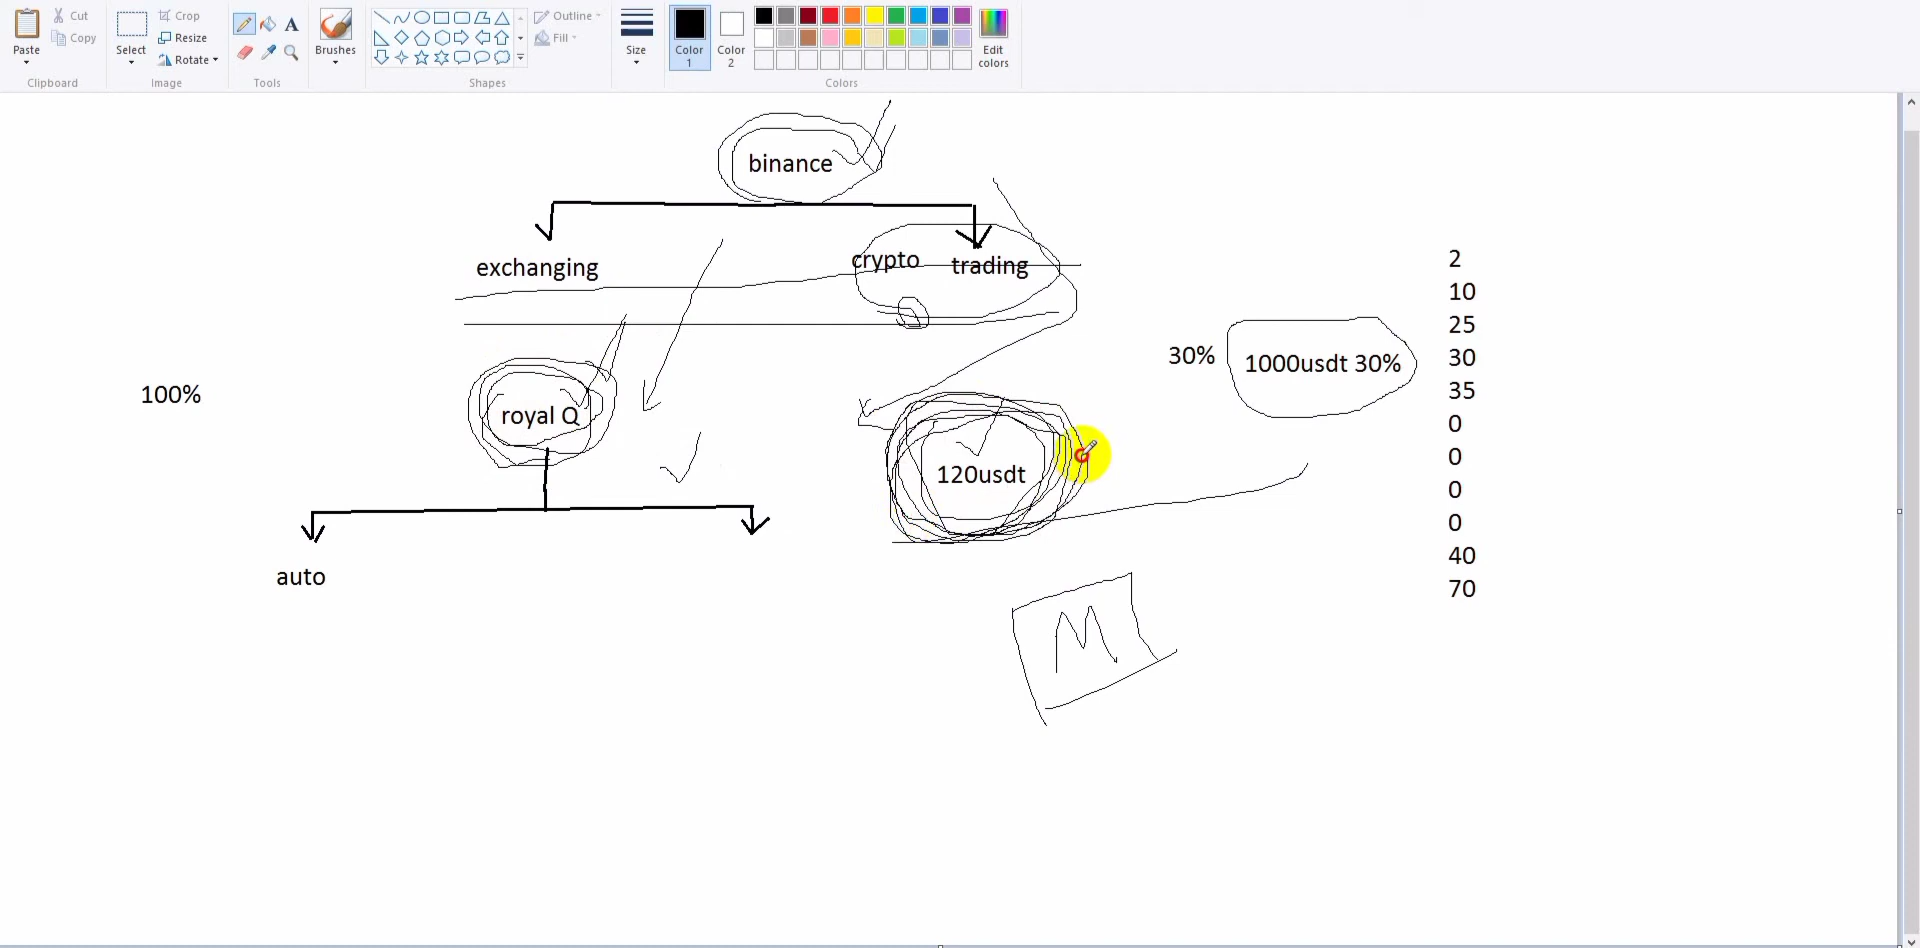 Paste
Cut
Copy
Clipboard
Select
Crop
Resize
Rotate
Image
A
Tools
Brushes
Shapes
Outline
Fill
Size
Color 1
Color 2
Edit colors
Colors
binance
exchanging
crypto trading
30% 1000usdt 30%
100%
royal Q
120usdt
auto
M
2
10
25
30
35
0
0
0
0
40
70